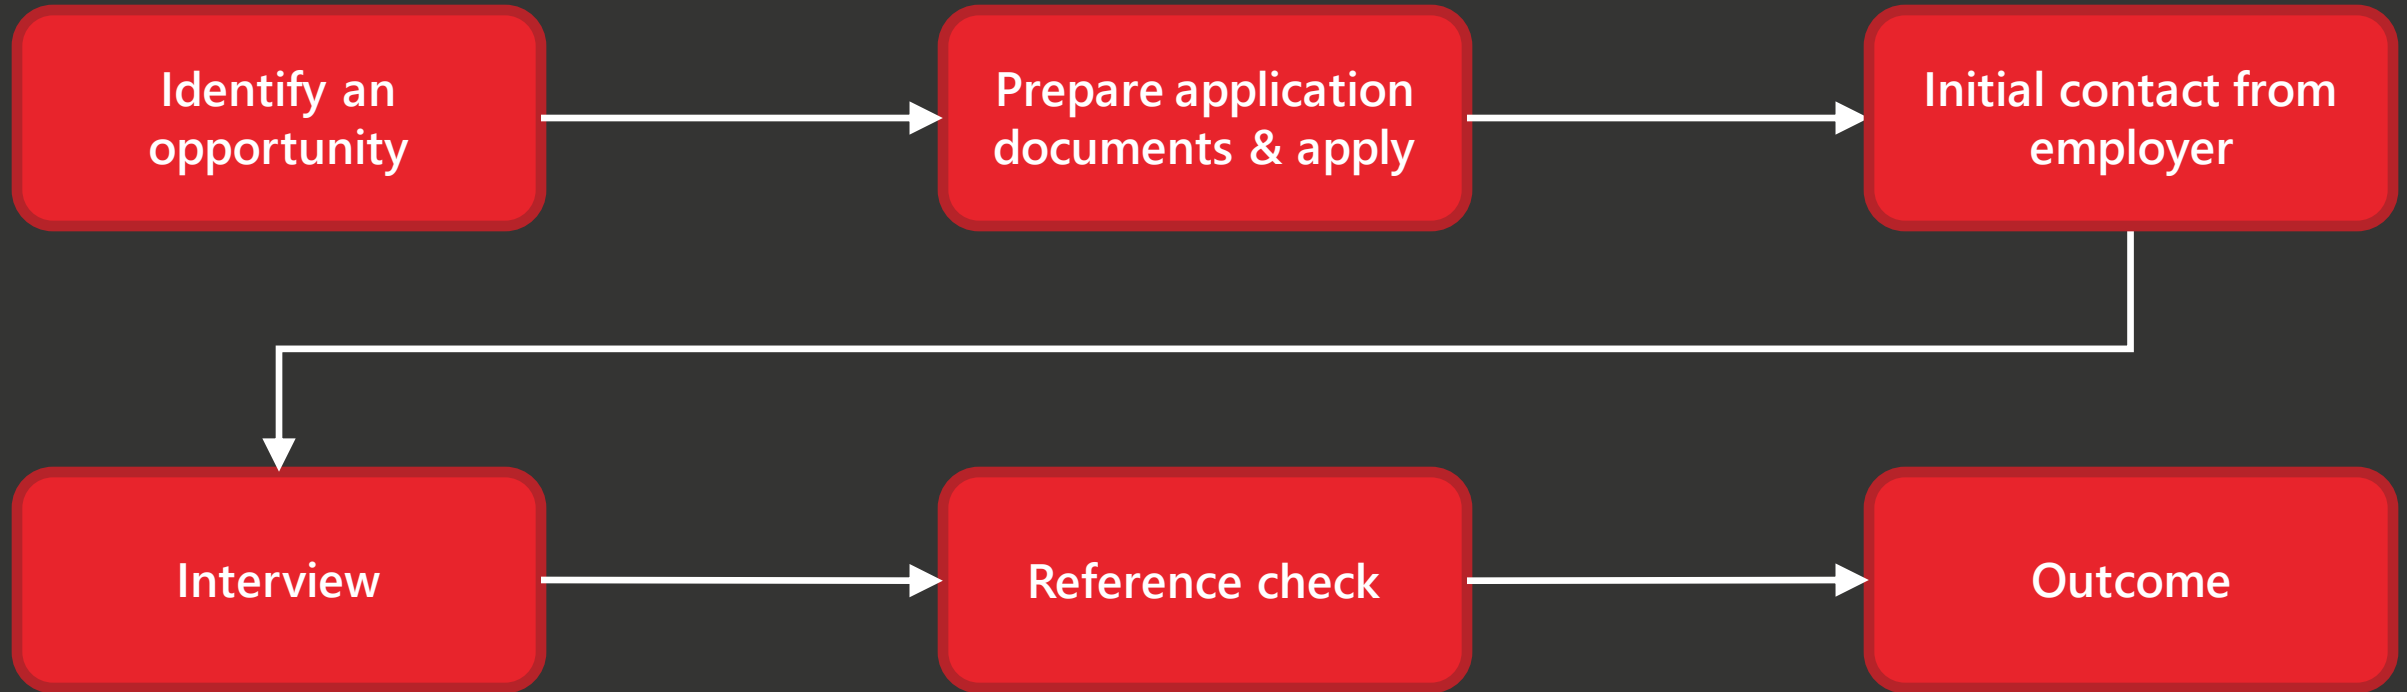 Identify an
opportunity
Prepare application
documents & apply
Initial contact from
employer
Interview
Reference check
Outcome